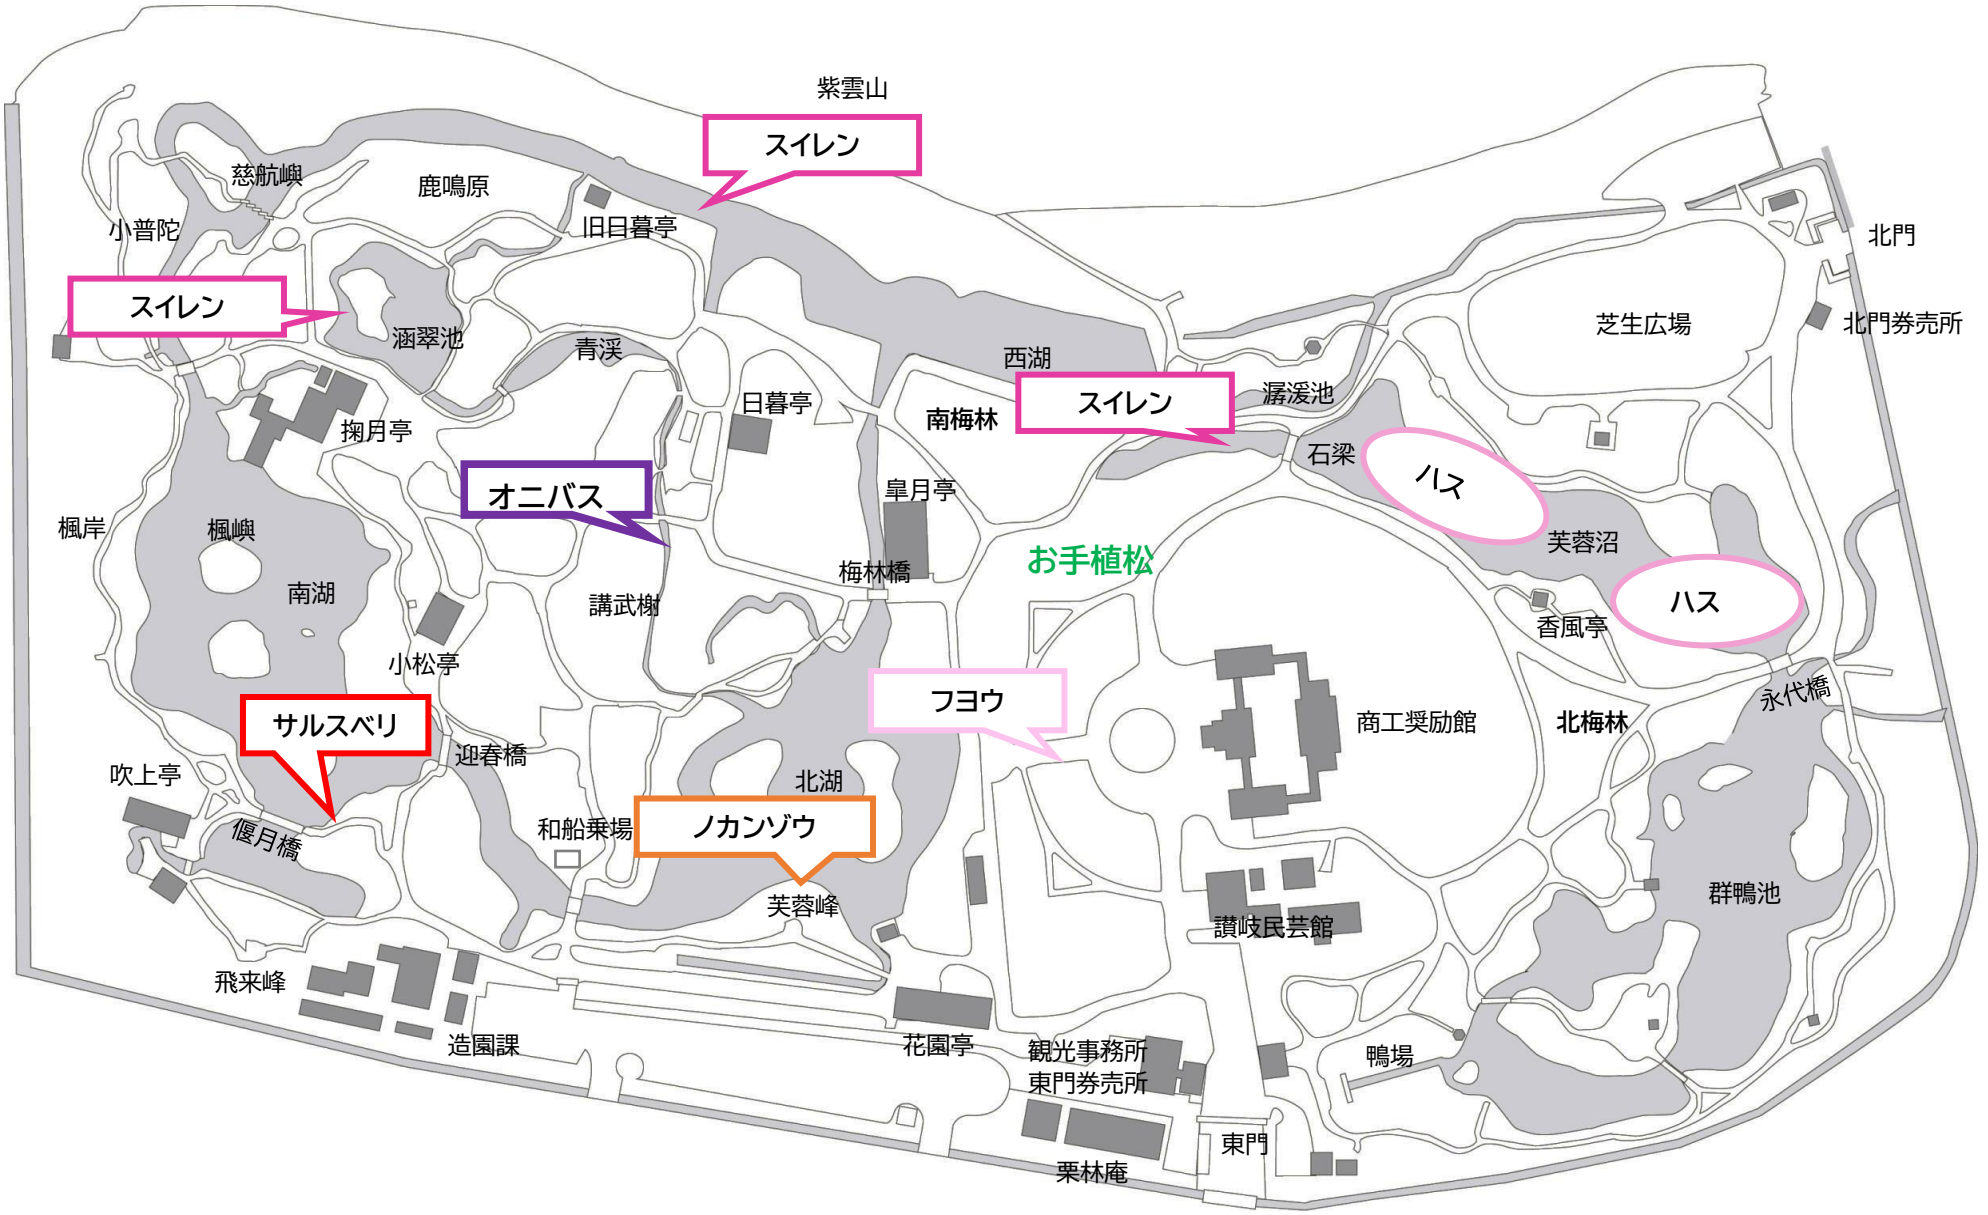 紫雲山
スイレン
慈航嶼
鹿鳴原
小普陀
旧日暮亭
北門
スイレン
涵翠池
青渓
西湖
芝生広場
北門券売所
日暮亭
南梅林
スイレン
潺湲池
掬月亭
石梁
ハス
オニバス
皐月亭
楓岸
楓嶼
お手植松
芙蓉沼
梅林橋
南湖
講武榭
ハス
香風亭
小松亭
フヨウ
永代橋
サルスベリ
商工奨励館
北梅林
迎春橋
吹上亭
北湖
偃月橋
和船乗場
ノカンゾウ
芙蓉峰
群鴨池
讃岐民芸館
飛来峰
造園課
花園亭
観光事務所
東門券売所
鴨場
東門
栗林庵